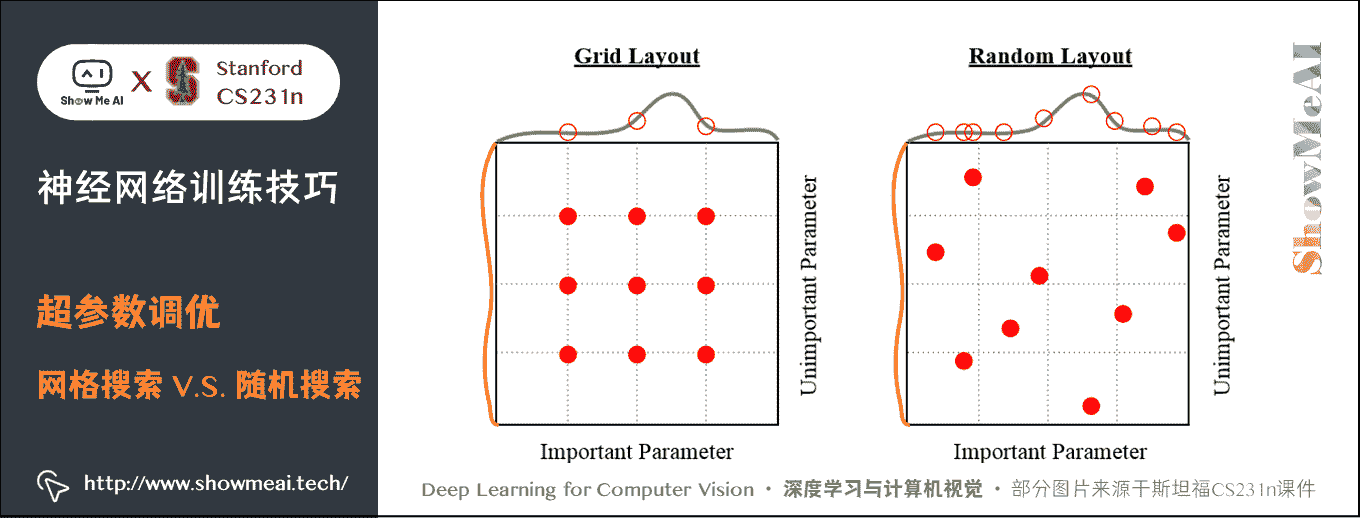 Show Me AI
X
Stanford
CS231n
神经网络训练技巧
超参数调优
网格搜索 V.S. 随机搜索
http://www.showmeai.tech/
Grid Layout
Unimportant Parameter
Important Parameter
Random Layout
Unimportant Parameter
Important Parameter
ShowMeAI
Deep Learning for Computer Vision · 深度学习与计算机视觉 · 部分图片来源于斯坦福CS231n课件